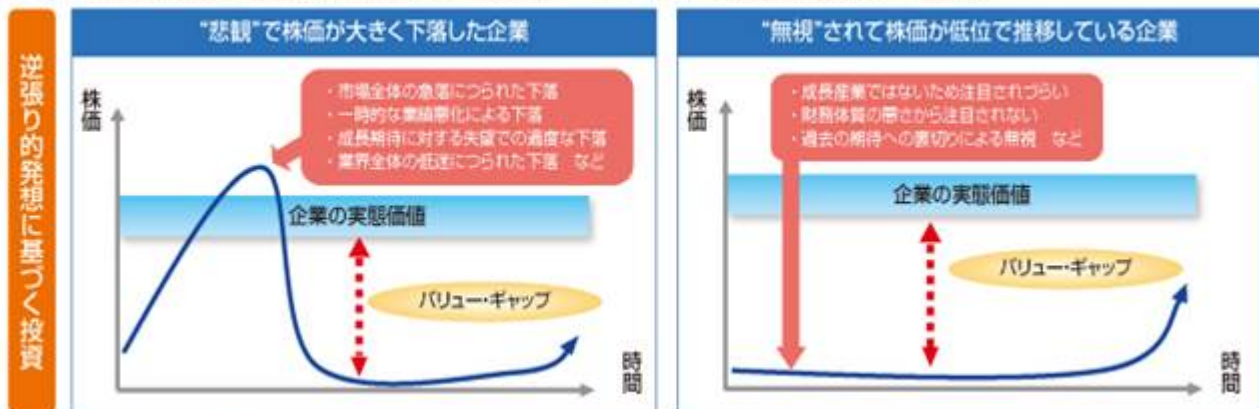 逆張り的発想に基づく投資
“悲観”で株価が大きく下落した企業
株価
・市場全体の急落につられた下落
・一時的な業績悪化による下落
・成長期待に対する失望での過度な下落
・業界全体の低迷につられた下落 など
企業の実態価値
バリュー・ギャップ
時間
“無視”されて株価が低位で推移している企業
株価
・成長産業ではないため注目されづらい
・財務体質の悪さから注目されない
・過去の期待への裏切りによる無視 など
企業の実態価値
バリュー・ギャップ
時間